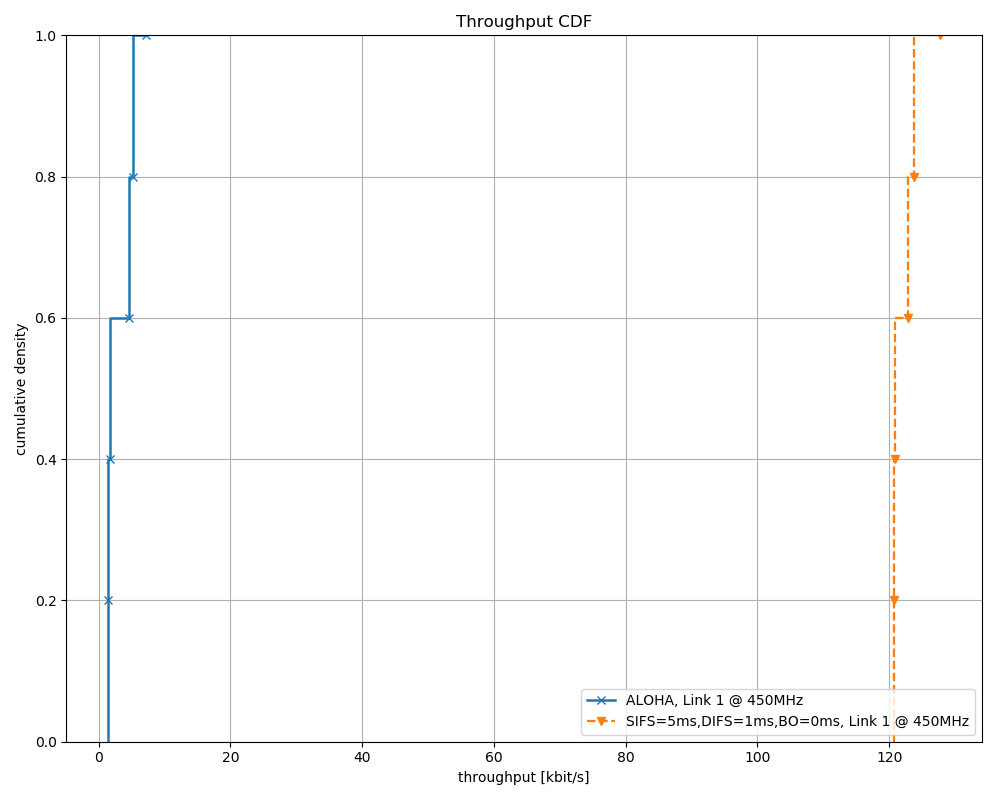 Throughput CDF
1.0
0.8
0.6
0.4
0.2
0.0
cumulative density
0 20 40 60 80 100 120
throughput [kbit/s]
ALOHA, Link 1 @ 450MHz
SIFS=5ms,DIFS=1ms,BO=0ms, Link 1 @ 450MHz